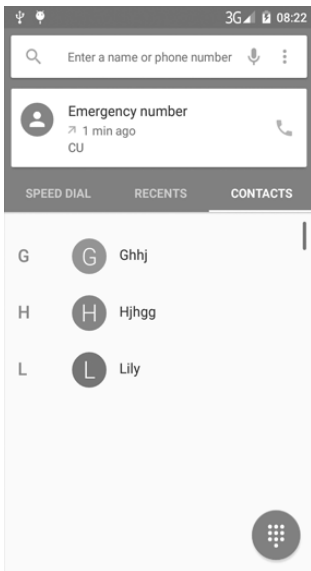 3G 08:22
Enter a name or phone number
Emergency number
1 min ago
CU
SPEED DIAL RECENTS CONTACTS
G G Ghhj
H H Hjhgg
L L Lily